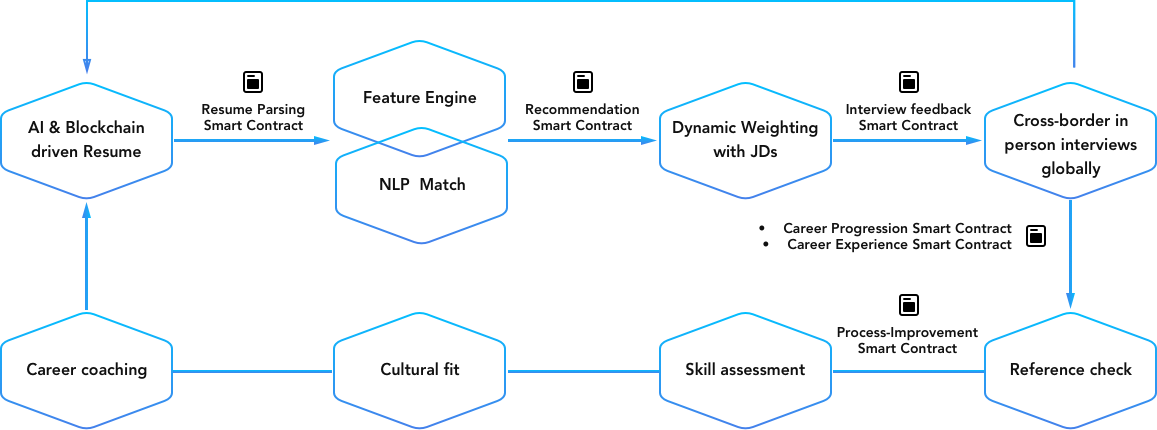 AI & Blockchain
driven Resume
Resume Parsing
Smart Contract
Feature Engine
NLP Match
Recommendation
Smart Contract
Dynamic Weighting
with JDs
Interview feedback
Smart Contract
Cross-border in
person interviews
globally
• Career Progression Smart Contract
• Career Experience Smart Contract
Career coaching
Cultural fit
Skill assessment
Process-Improvement
Smart Contract
Reference check